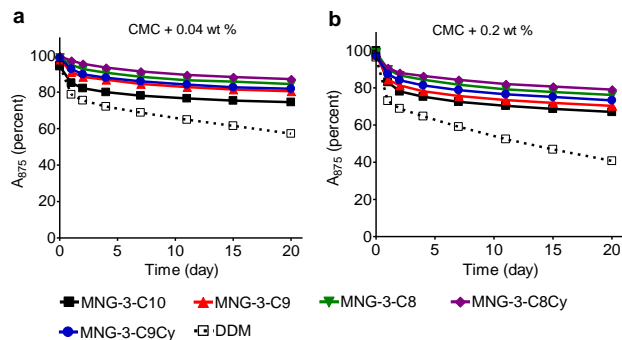 a
CMC + 0.04 wt %
A875 (percent)
100
80
60
40
20
0
0 5 10 15 20
Time (day)
b
CMC + 0.2 wt %
A875 (percent)
100
80
60
40
20
0
0 5 10 15 20
Time (day)
MNG-3-C10 MNG-3-C9 MNG-3-C8 MNG-3-C8Cy
MNG-3-C9Cy DDM